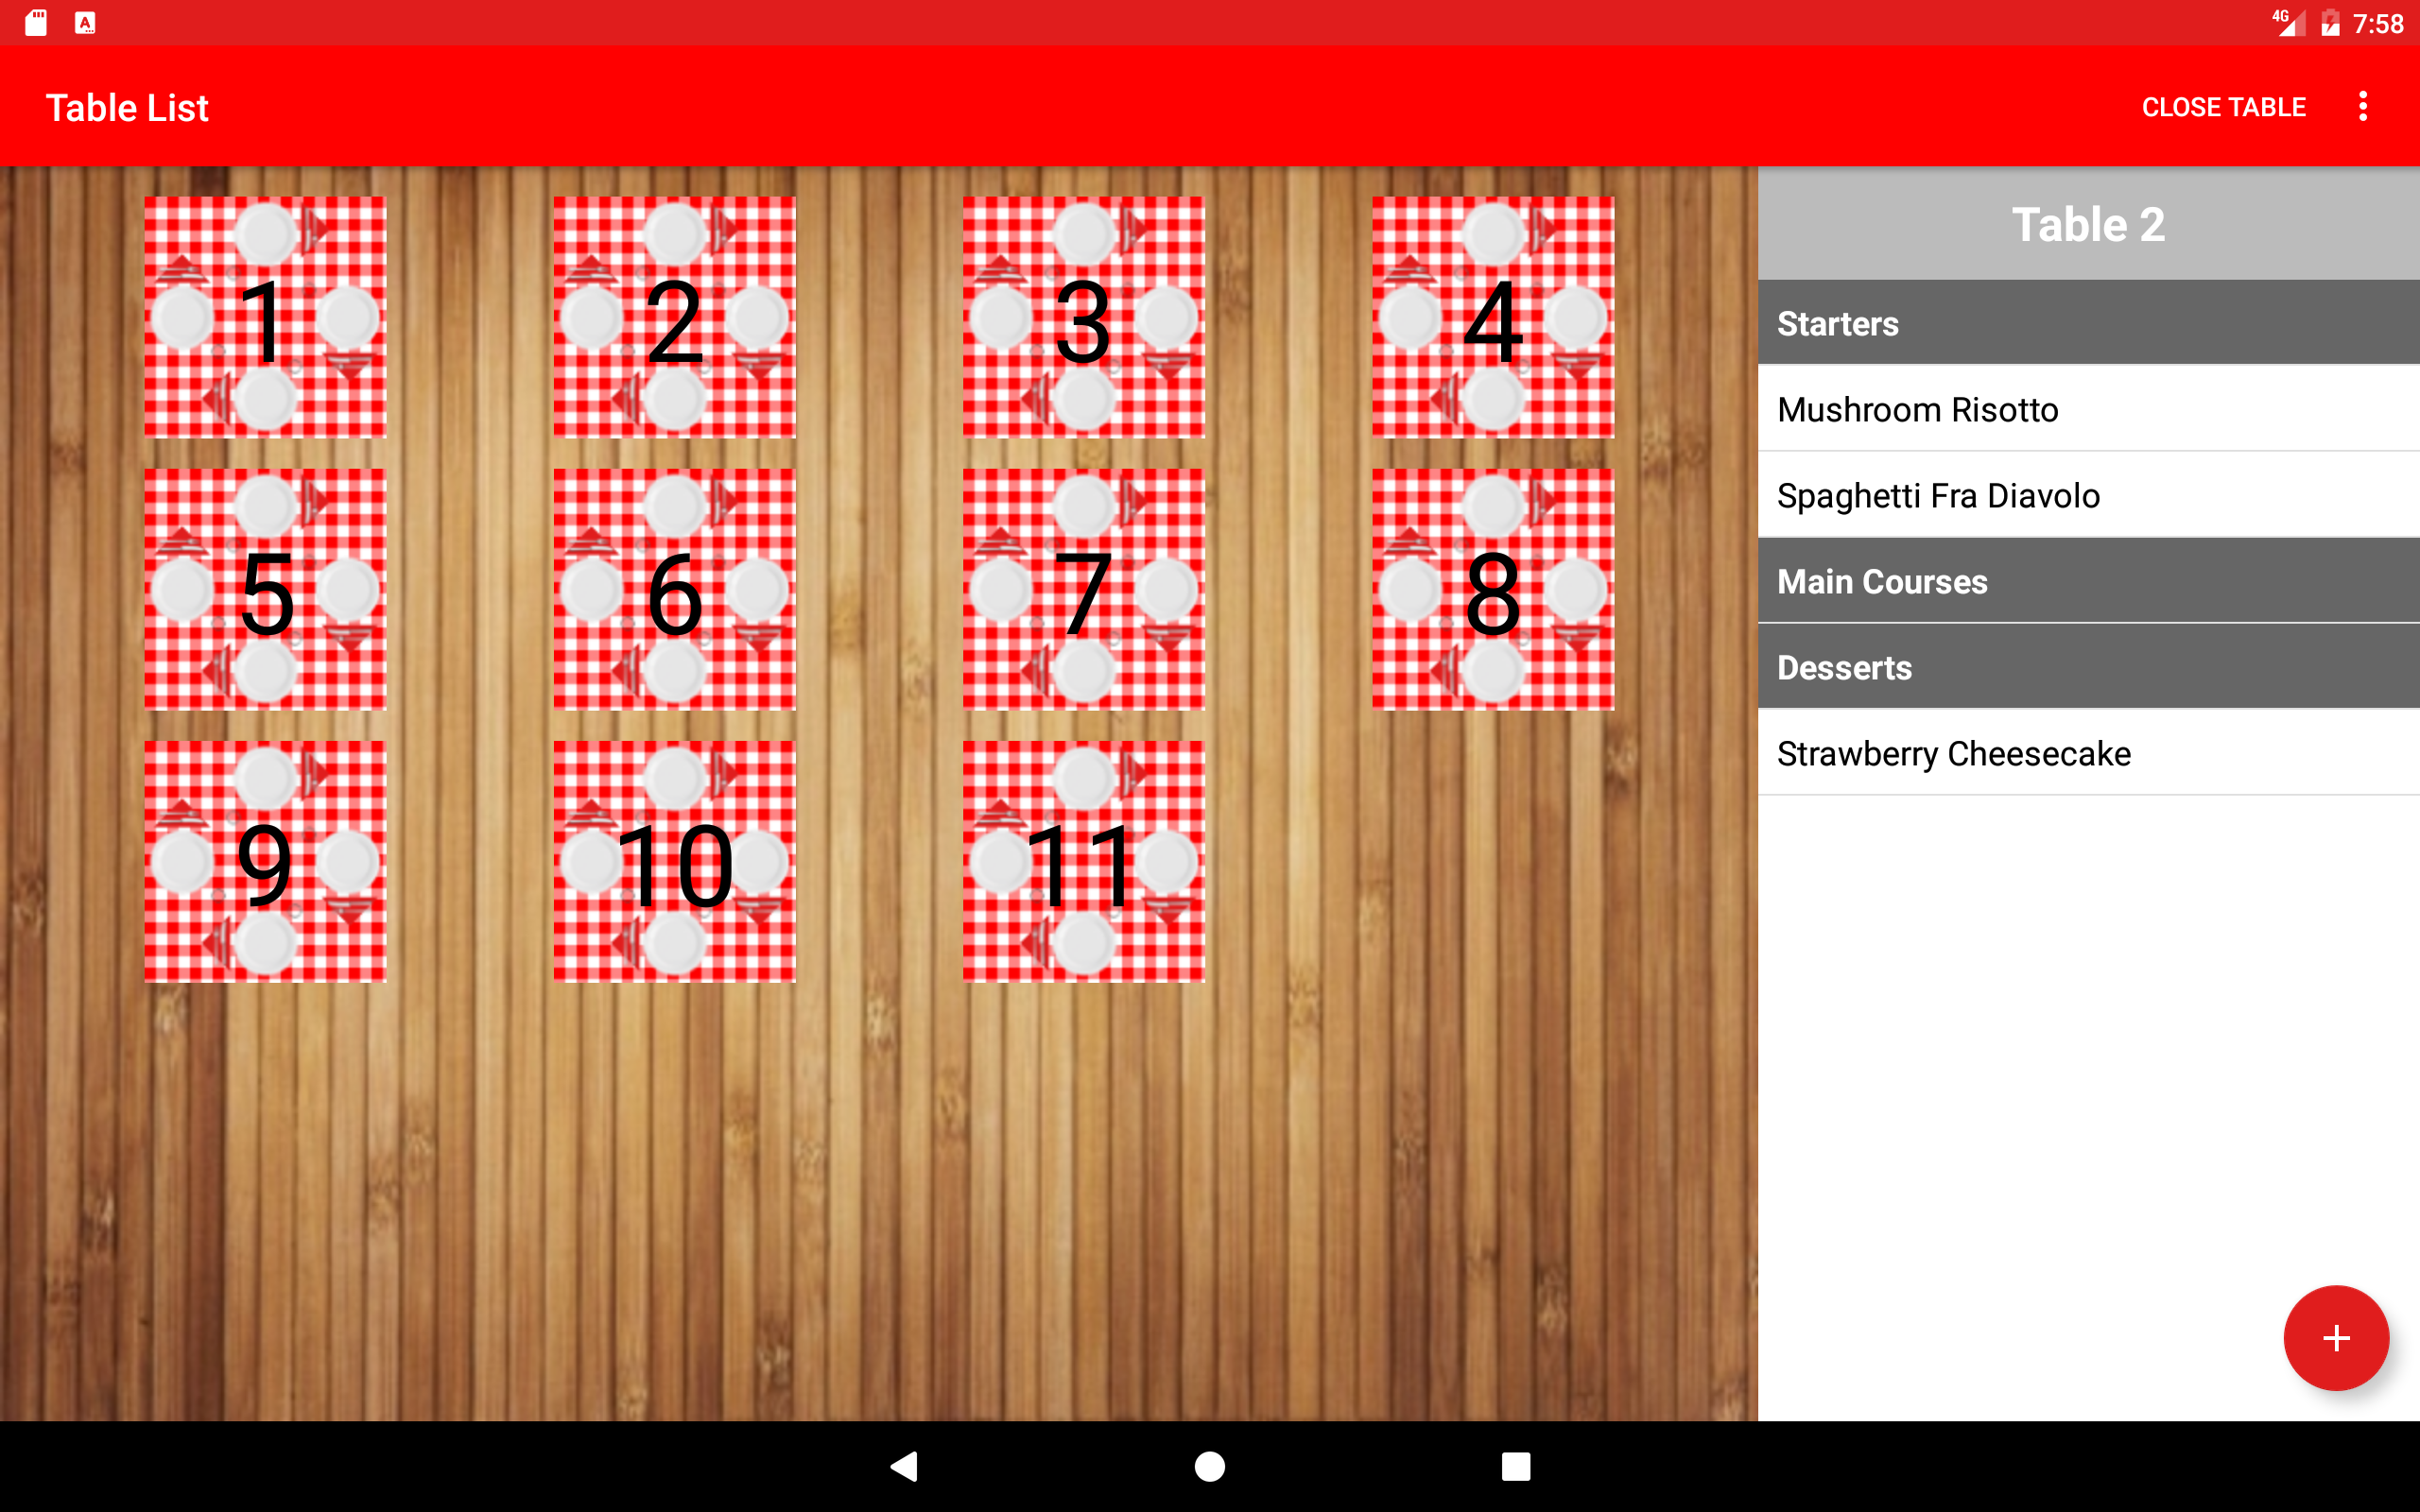 4G 7:58
Table List
CLOSE TABLE
1 2 3 4
5 6 7 8
9 10 11
Table 2
Starters
Mushroom Risotto
Spaghetti Fra Diavolo
Main Courses
Desserts
Strawberry Cheesecake